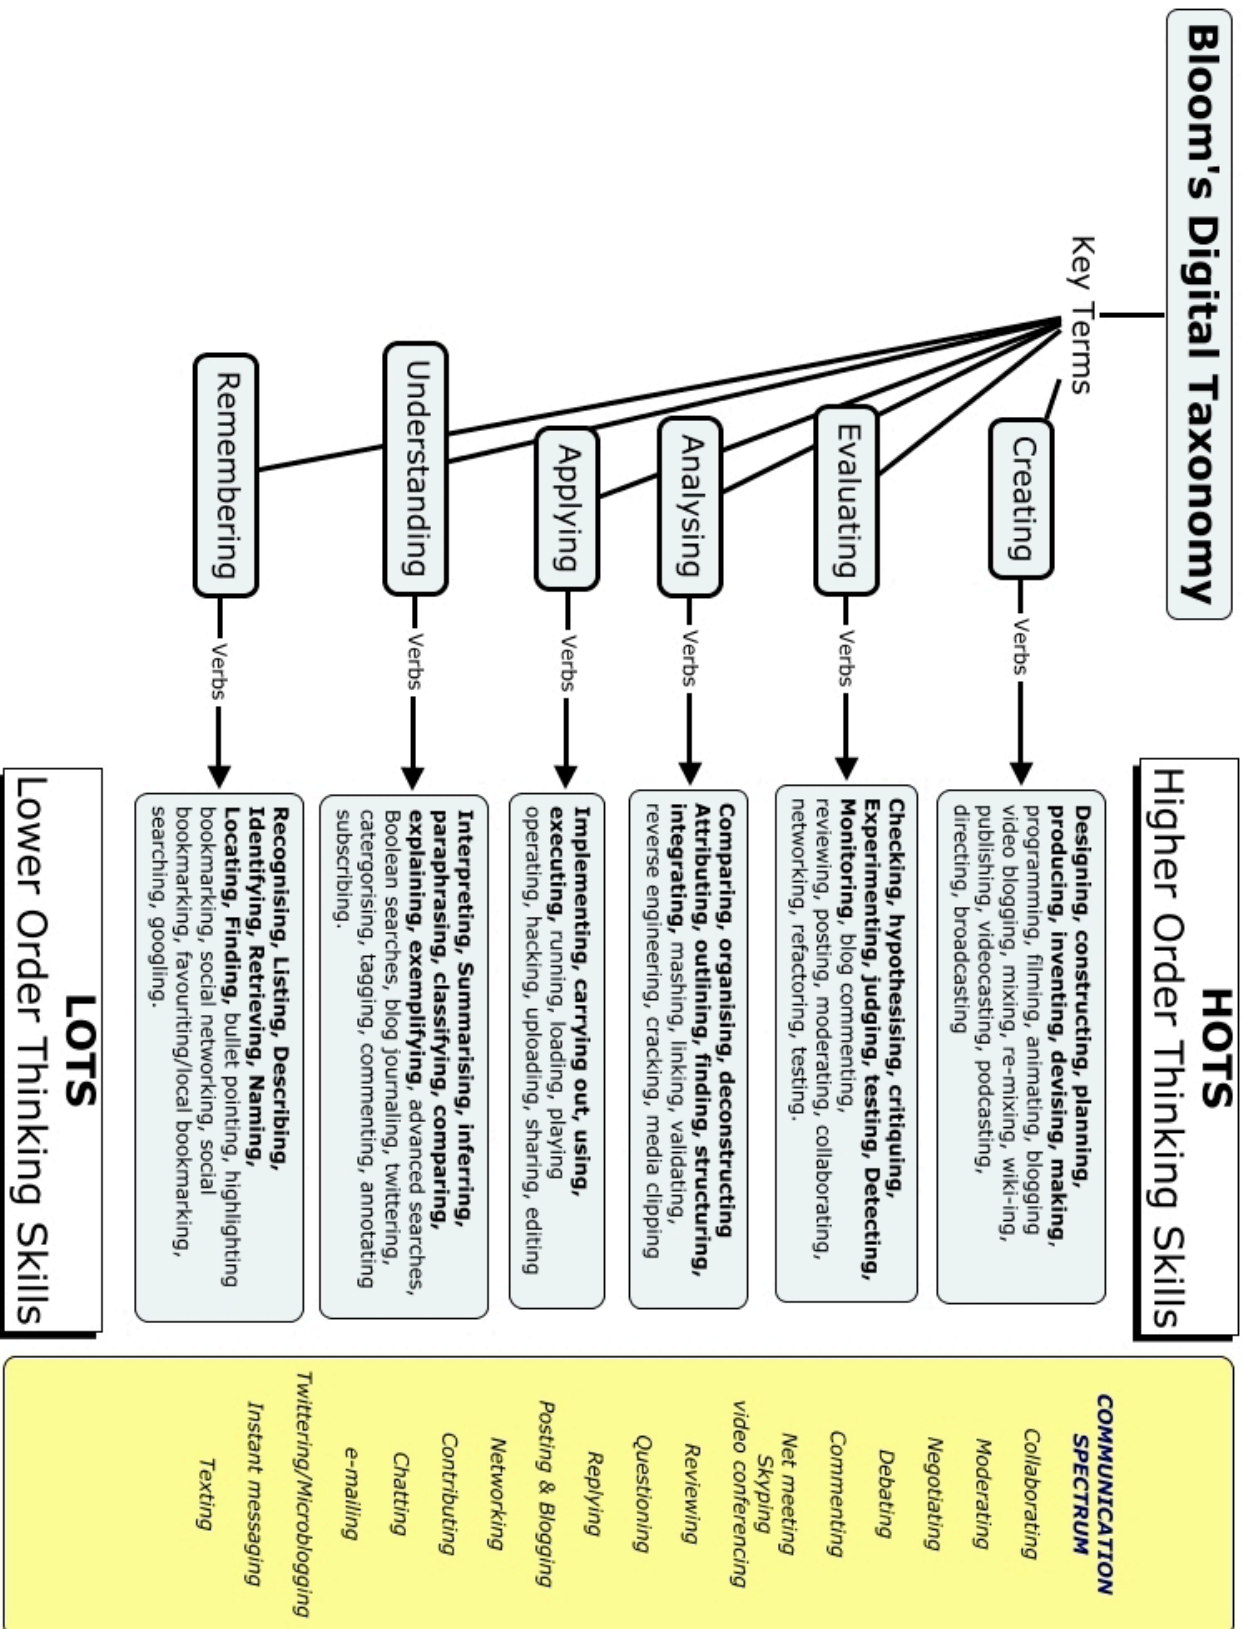 Bloom's Digital Taxonomy
Key Terms
HOTS
Higher Order Thinking Skills
Creating
Verbs
Designing, constructing, planning,
producing, inventing, devising, making,
programming, filming, animating, blogging
video blogging, mixing, re-mixing, wiki-ing,
publishing, videocasting, podcasting,
directing, broadcasting
Evaluating
Verbs
Checking, hypothesising, critiquing,
Experimenting, judging, testing, Detecting,
Monitoring, blog commenting,
reviewing, posting, moderating, collaborating,
networking, refactoring, testing.
Analysing
Verbs
Comparing, organising, deconstructing
Attributing, outlining, finding, structuring,
integrating, mashing, linking, validating,
reverse engineering, cracking, media clipping
Applying
Verbs
Implementing, carrying out, using,
executing, running, loading, playing
operating, hacking, uploading, sharing, editing
Understanding
Verbs
Interpreting, Summarising, inferring,
paraphrasing, classifying, comparing,
explaining, exemplifying, advanced searches,
Boolean searches, blog journaling, twittering,
catergorising, tagging, commenting, annotating
subscribing.
Remembering
Verbs
Recognising, Listing, Describing,
Identifying, Retrieving, Naming,
Locating, Finding, bullet pointing, highlighting
bookmarking, social networking, social
bookmarking, favouriting/local bookmarking,
searching, googling.
LOTS
Lower Order Thinking Skills
COMMUNICATION
SPECTRUM
Collaborating
Moderating
Negotiating
Debating
Commenting
Net meeting
Skyping
video conferencing
Reviewing
Questioning
Replying
Posting & Blogging
Networking
Contributing
Chatting
e-mailing
Twittering/Microblogging
Instant messaging
Texting